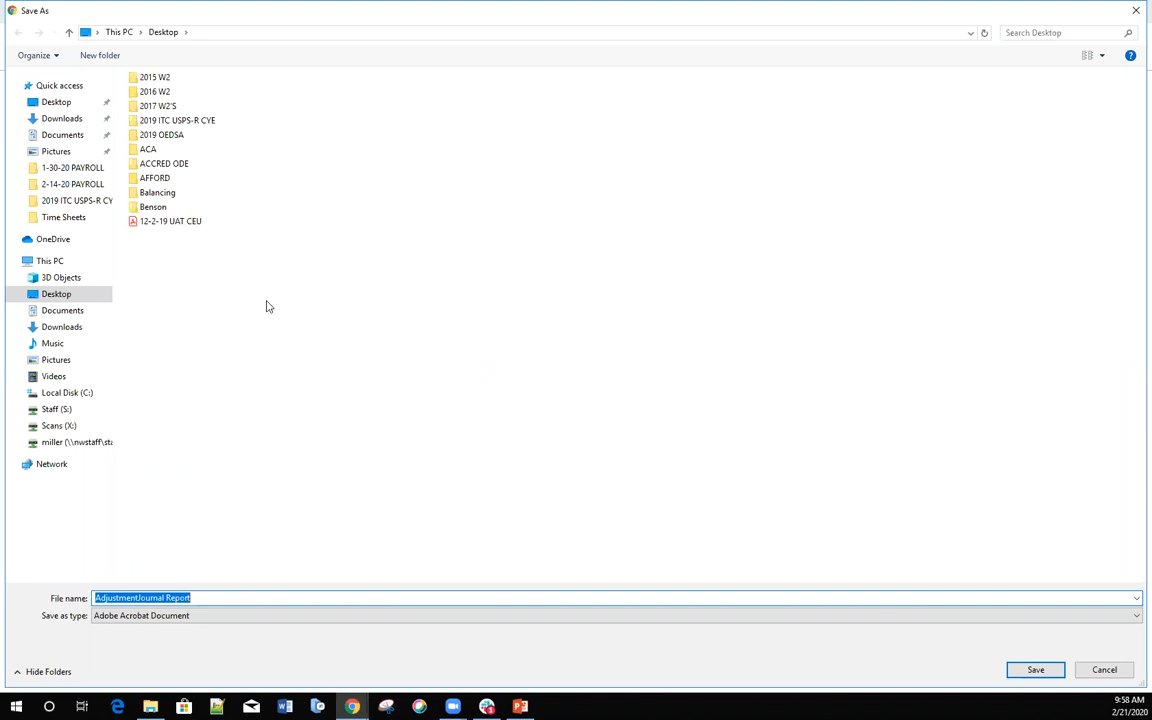 Save As
This PC
Desktop
Search Desktop
Organize
New folder
Quick access
Desktop
Downloads
Documents
Pictures
1-30-20 PAYROLL
2-14-20 PAYROLL
2019 ITC USPS-R CY
Time Sheets
OneDrive
This PC
3D Objects
Desktop
Documents
Downloads
Music
Pictures
Videos
Local Disk (C:)
Staff (S:)
Scans (X:)
miller (\\nwstaff\sta
Network
2015 W2
2016 W2
2017 W2'S
2019 ITC USPS-R CYE
2019 OEDSA
ACA
ACCRED ODE
AFFORD
Balancing
Benson
12-2-19 UAT CEU
File name: AdjustmentJournal Report
Save as type: Adobe Acrobat Document
Hide Folders
Save
Cancel
9:58 AM
2/21/2020